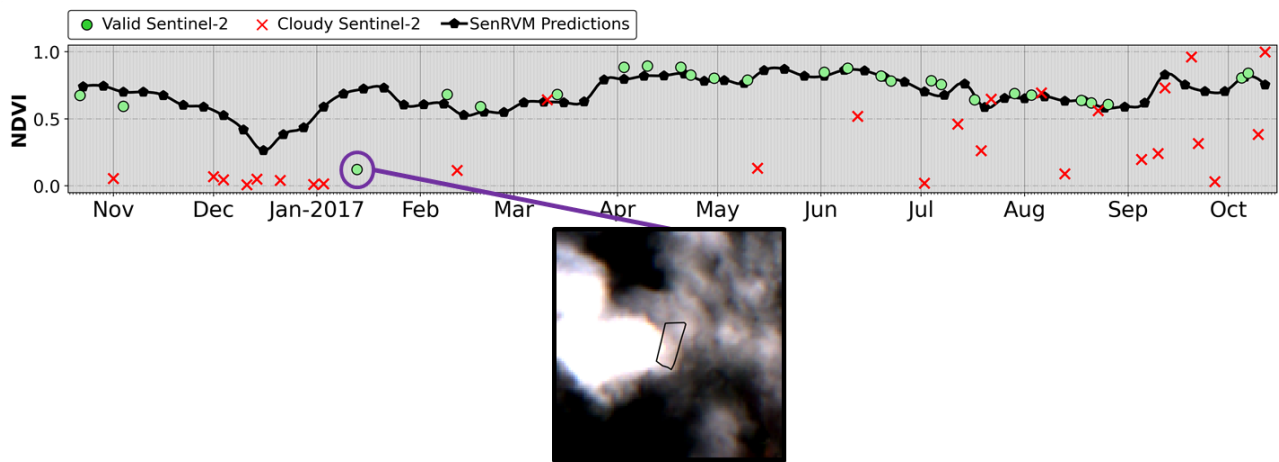 Valid Sentinel-2 Cloudy Sentinel-2 SenRVM Predictions
NDVI
1.0
0.5
0.0
Nov Dec Jan-2017 Feb Mar Apr May Jun Jul Aug Sep Oct